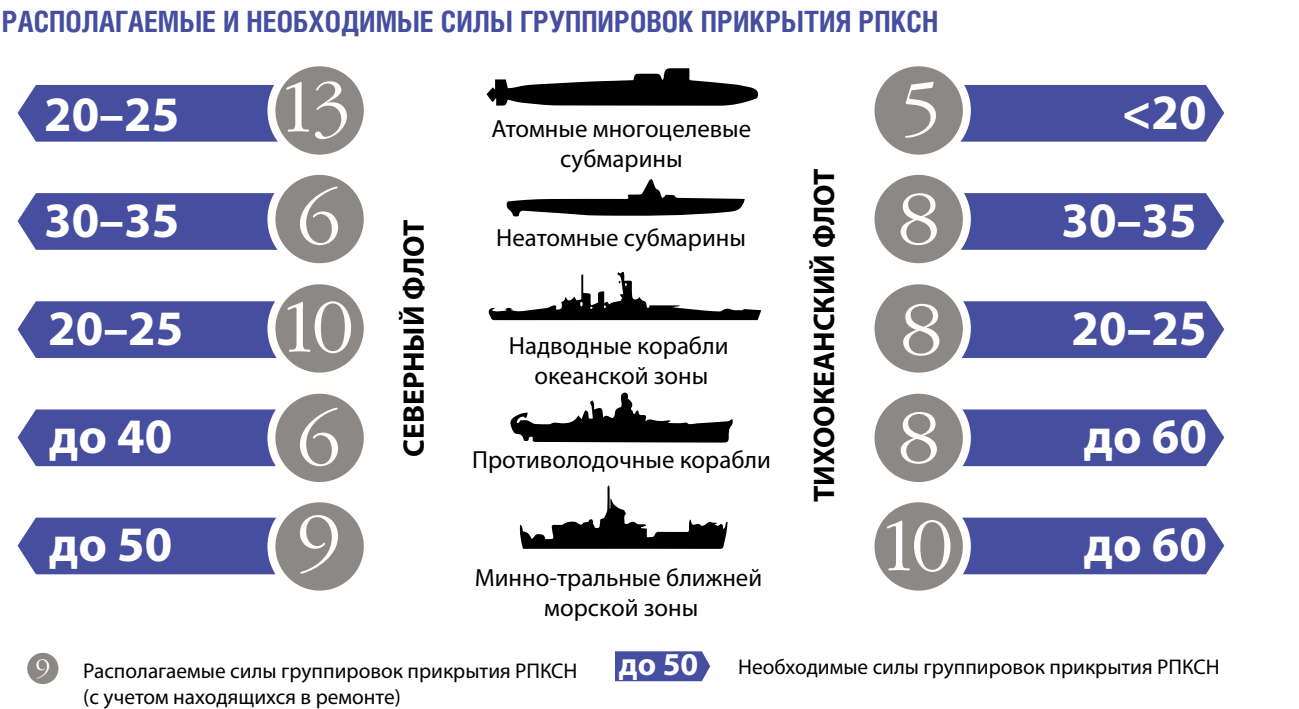 РАСПОЛАГАЕМЫЕ И НЕОБХОДИМЫЕ СИЛЫ ГРУППИРОВОК ПРИКРЫТИЯ РПКСН
20–25
13
Атомные многоцелевые
субмарины
5
<20
30–35
6
Неатомные субмарины
8
30–35
СЕВЕРНЫЙ ФЛОТ
ТИХООКЕАНСКИЙ ФЛОТ
20–25
10
Надводные корабли
океанской зоны
8
20–25
до 40
6
Противолодочные корабли
8
до 60
до 50
9
Минно-тральные ближней
морской зоны
10
до 60
9
Располагаемые силы группировок прикрытия РПКСН
(с учетом находящихся в ремонте)
до 50
Необходимые силы группировок прикрытия РПКСН